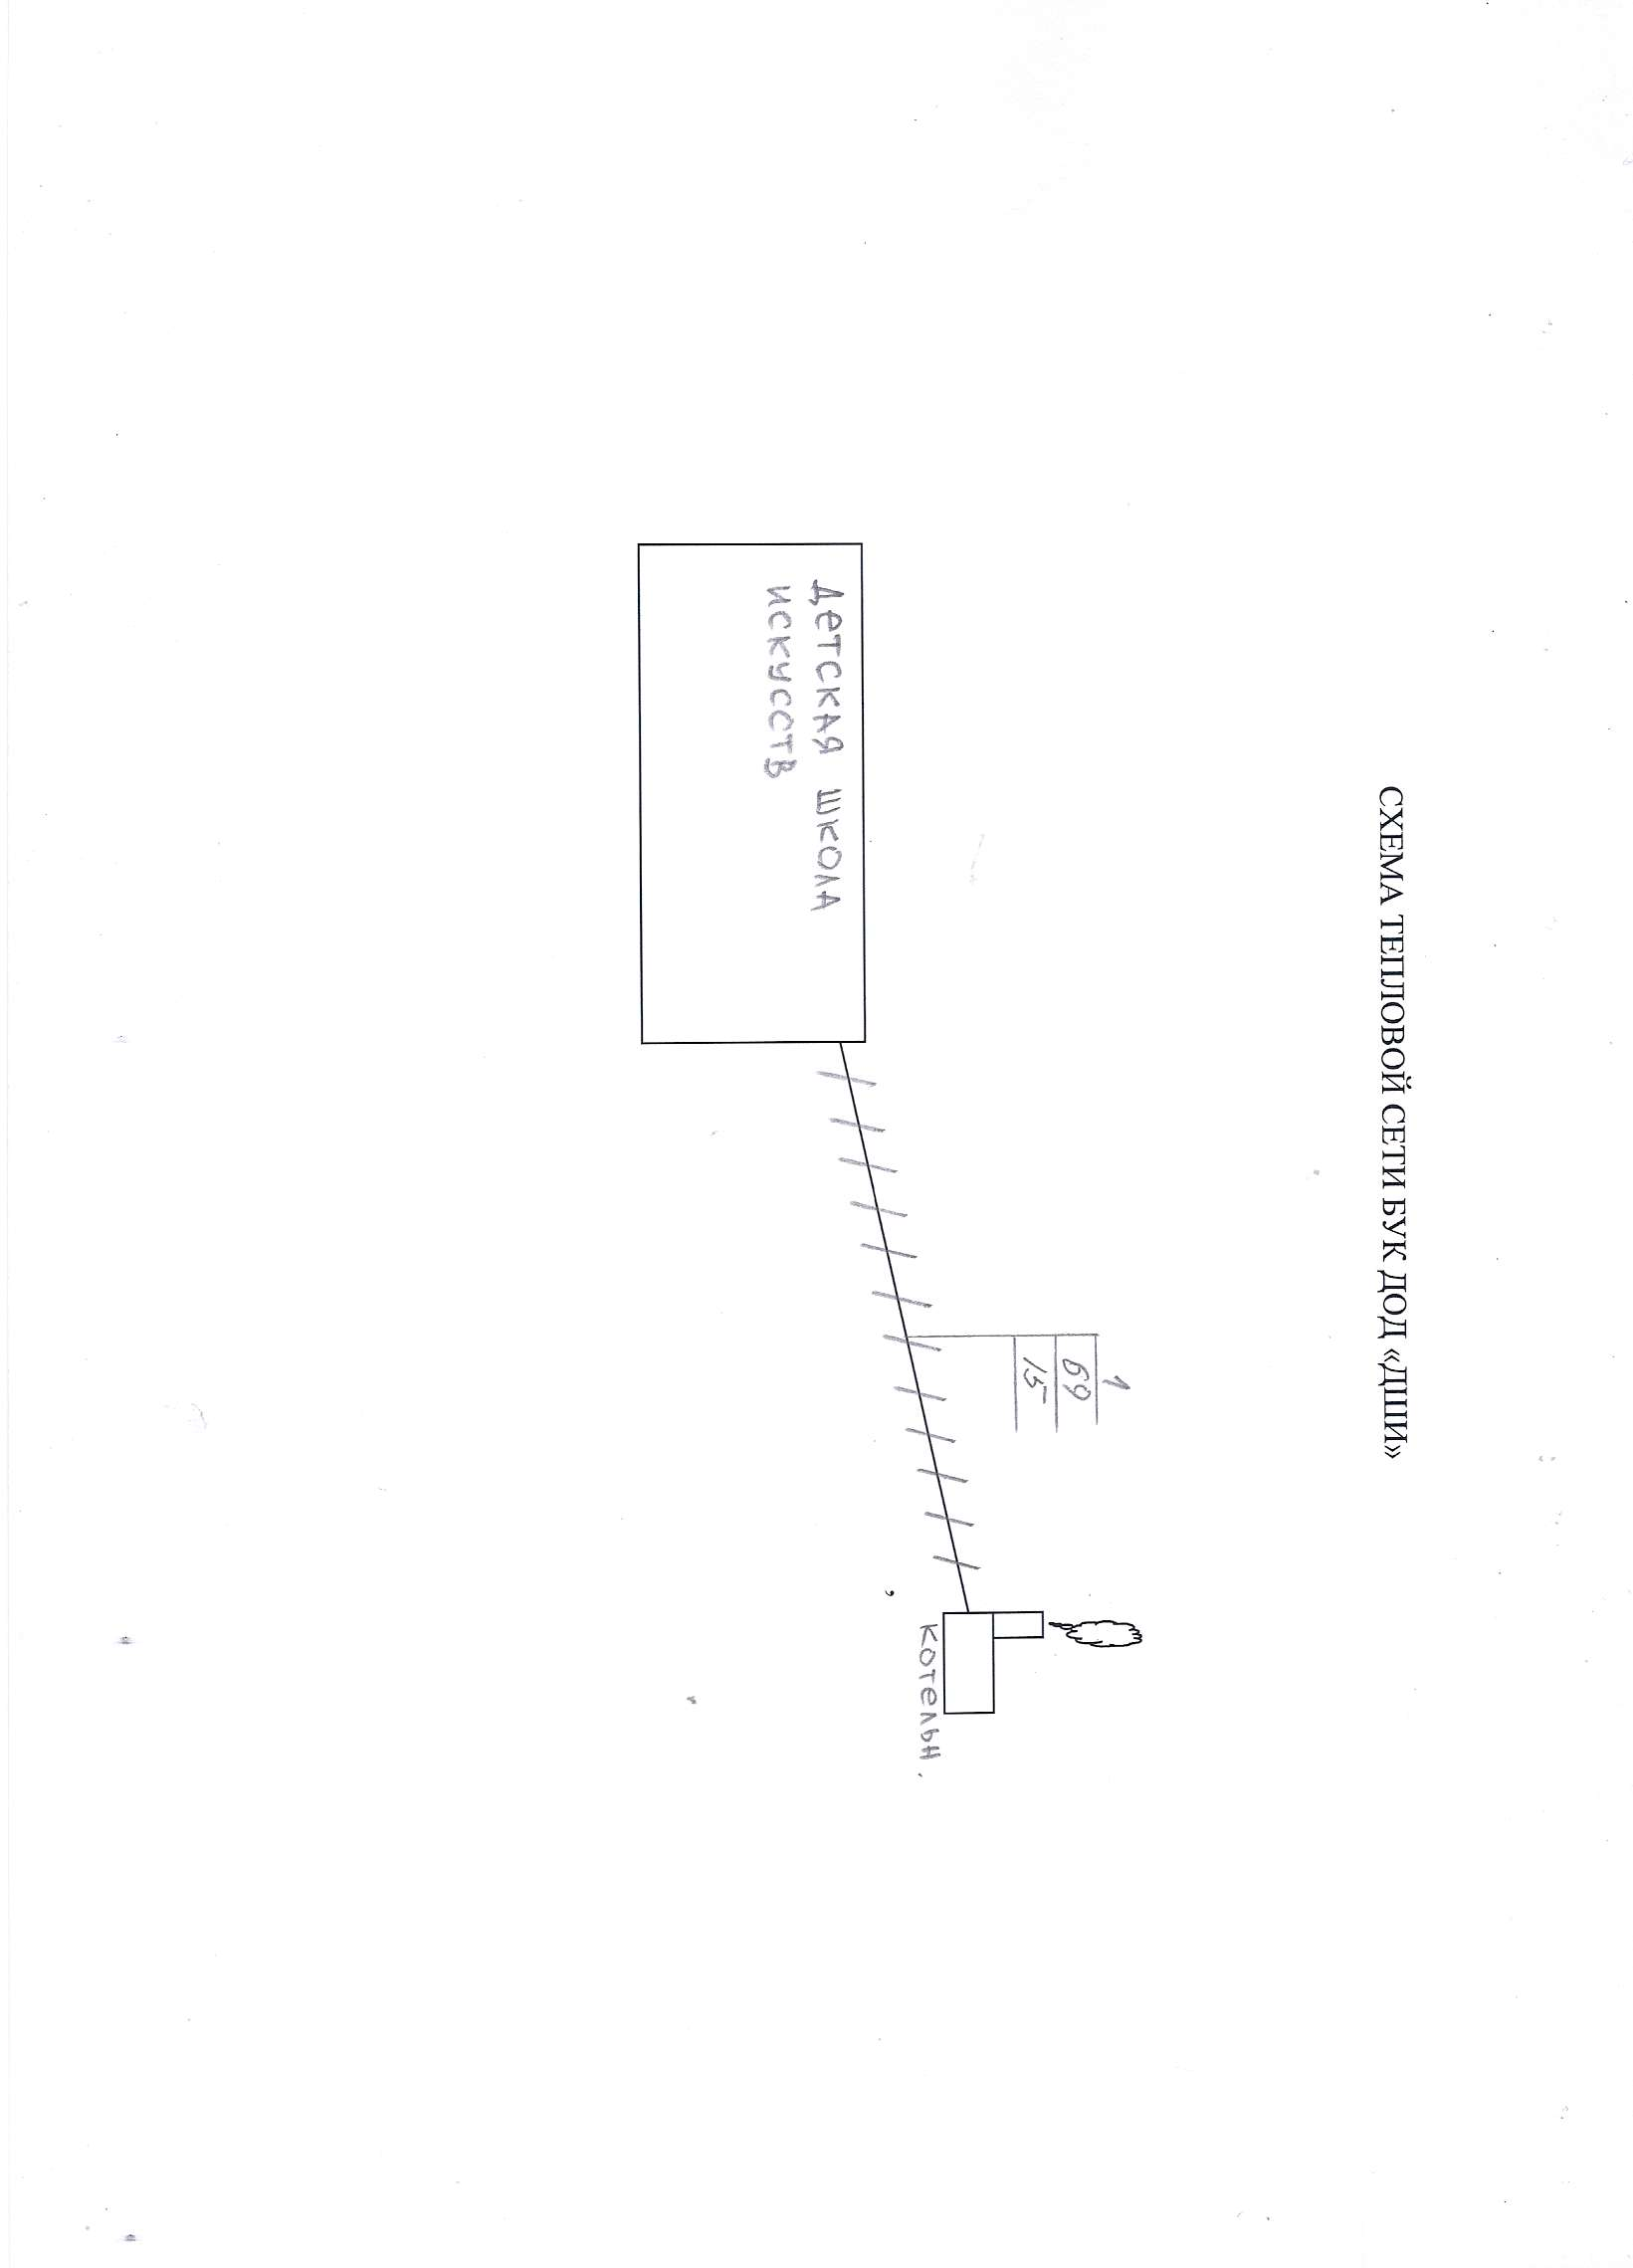 СХЕМА ТЕПЛОВОЙ СЕТИ БУК ДОД «ДШИ»
1
69
15
ДЕТСКАЯ ШКОЛА
ИСКУССТВ
КОТЕЛЬН.